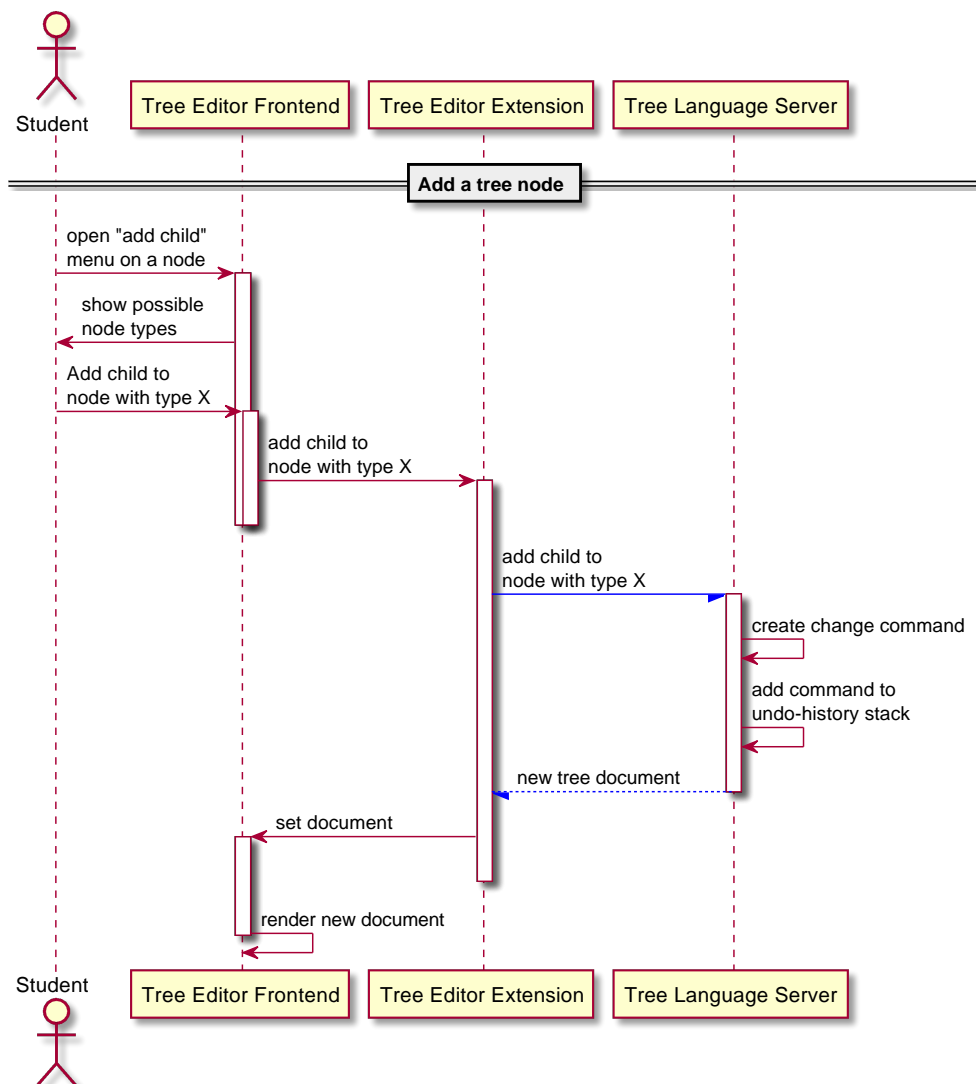 Student
Tree Editor Frontend
Tree Editor Extension
Tree Language Server
Add a tree node
open "add child"
menu on a node
show possible
node types
Add child to
node with type X
add child to
node with type X
add child to
node with type X
create change command
add command to
undo-history stack
new tree document
set document
render new document
Student
Tree Editor Frontend
Tree Editor Extension
Tree Language Server